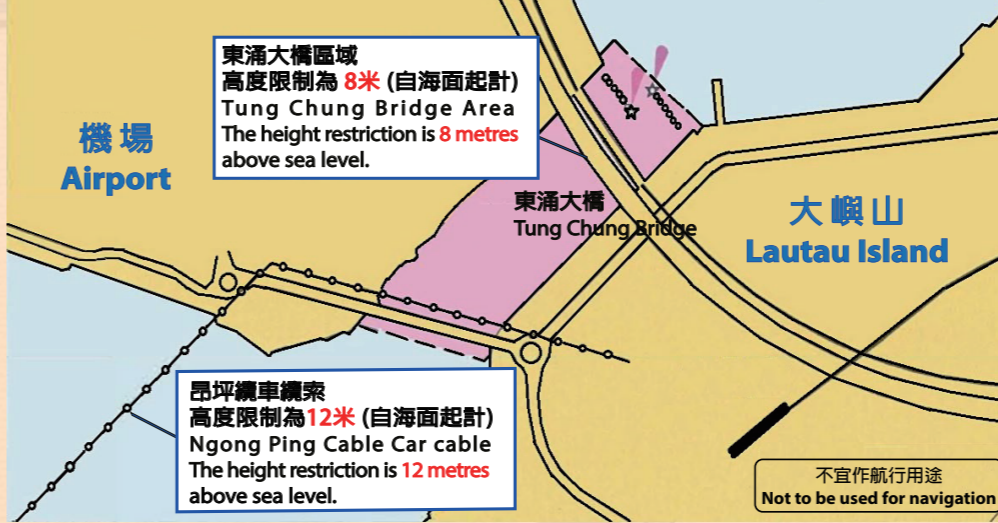 東涌大橋區域
高度限制為 8米 (自海面起計)
Tung Chung Bridge Area
The height restriction is 8 metres
above sea level.
機場
Airport
東涌大橋
Tung Chung Bridge
大嶼山
Lautau Island
昂坪纜車纜索
高度限制為12米 (自海面起計)
Ngong Ping Cable Car cable
The height restriction is 12 metres
above sea level.
不宜作航行用途
Not to be used for navigation